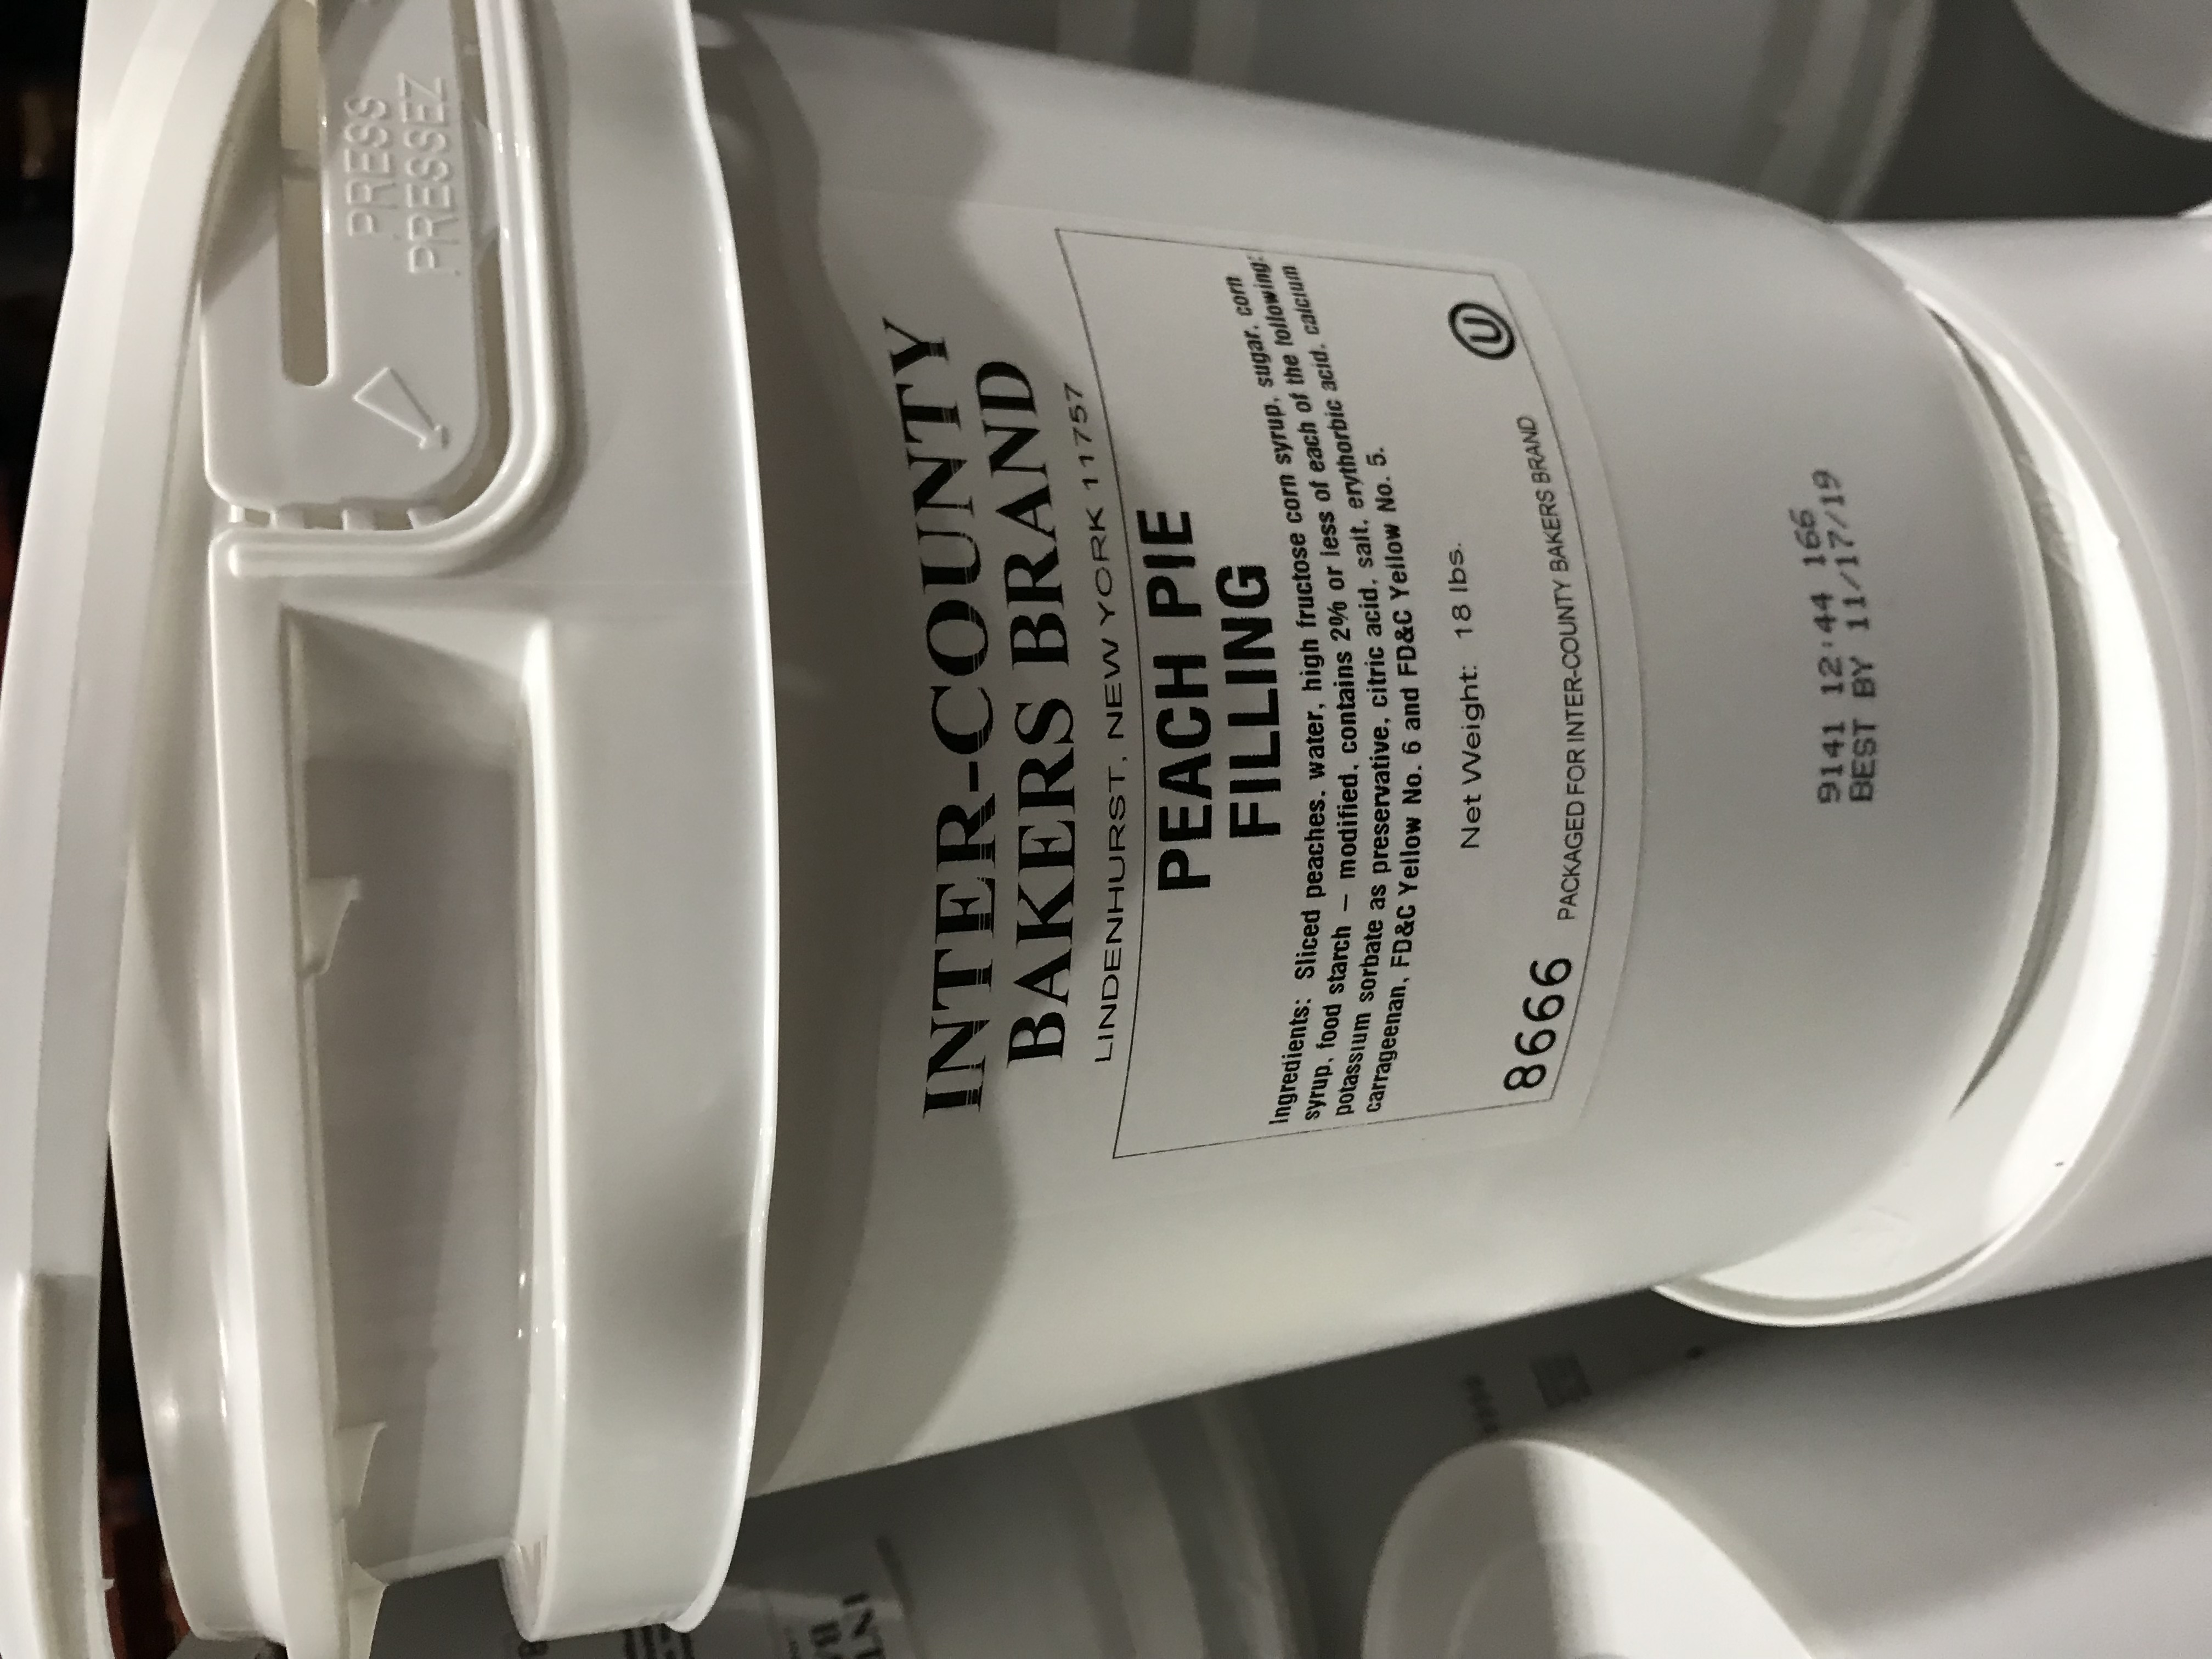 PRESS
PRESSEZ
INTER-COUNTY
BAKERS BRAND
LINDENHURST, NEW YORK 11757
PEACH PIE
FILLING
Ingredients: Sliced peaches, water, high fructose corn syrup, sugar, corn
syrup, food starch — modified, contains 2% or less of each of the following:
potassium sorbate as preservative, citric acid, salt, erythorbic acid, calcium
carrageenan, FD&C Yellow No. 6 and FD&C Yellow No. 5.
Net Weight: 18 lbs.
U
8666 PACKAGED FOR INTER-COUNTY BAKERS BRAND
9141 12:44 166
BEST BY 11/17/19